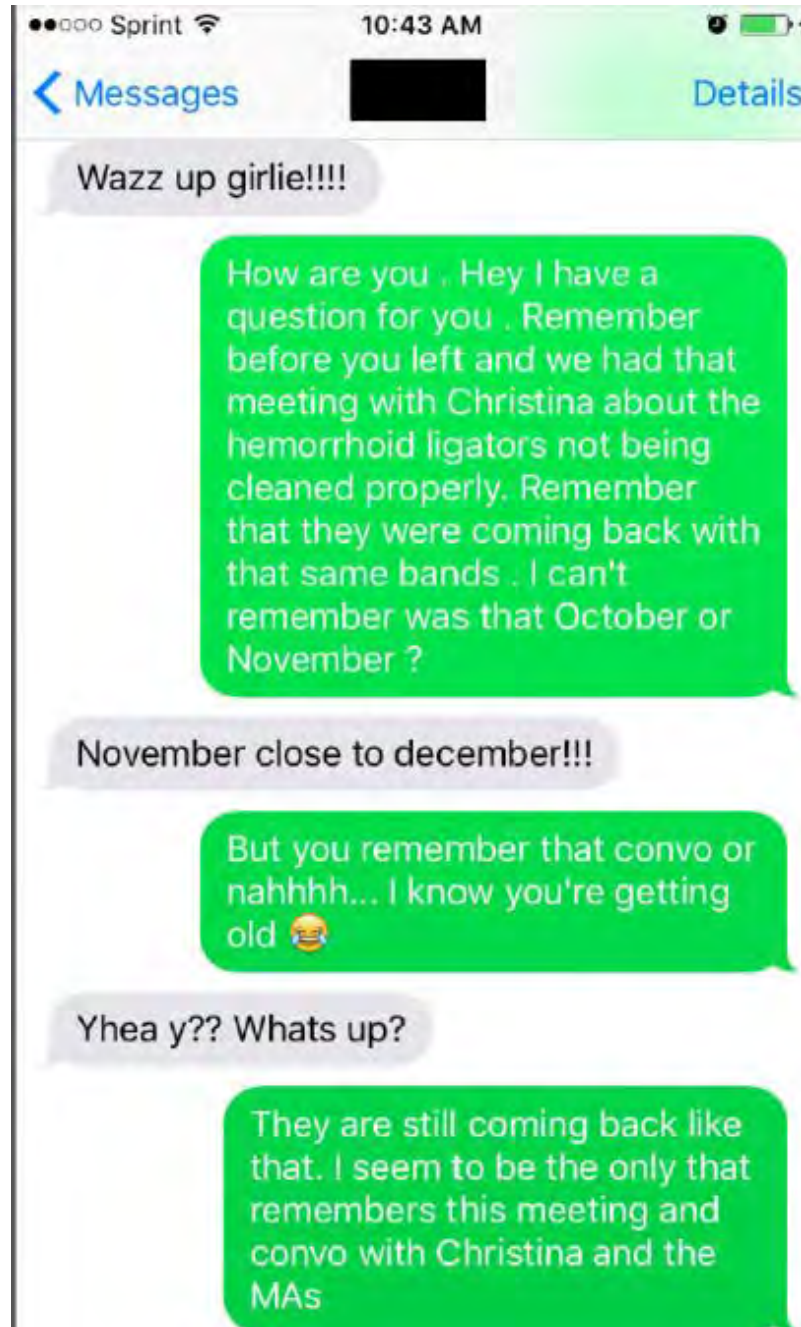 Sprint 10:43 AM
Messages Details
Wazz up girlie!!!!
How are you . Hey I have a
question for you . Remember
before you left and we had that
meeting with Christina about the
hemorrhoid ligators not being
cleaned properly. Remember
that they were coming back with
that same bands . I can't
remember was that October or
November ?
November close to december!!!
But you remember that convo or
nahhhh... I know you're getting
old 😂
Yhea y?? Whats up?
They are still coming back like
that. I seem to be the only that
remembers this meeting and
convo with Christina and the
MAs